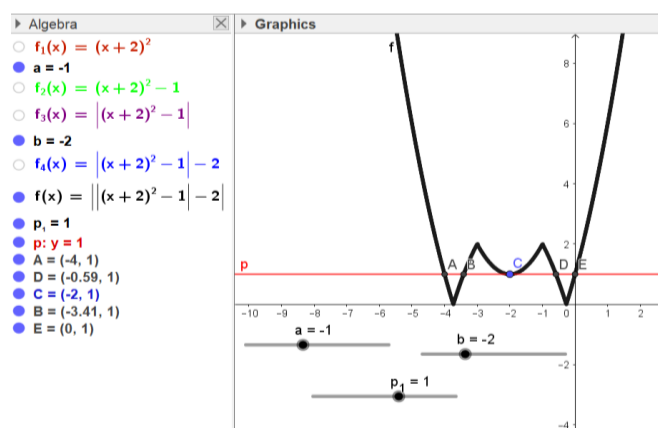 Algebra
f₁(x) = (x + 2)²
a = -1
f₂(x) = (x + 2)² − 1
f₃(x) = |(x + 2)² − 1|
b = -2
f₄(x) = |(x + 2)² − 1| − 2
f(x) = ||(x + 2)² − 1| − 2|
p, = 1
p: y = 1
A = (-4, 1)
D = (-0.59, 1)
C = (-2, 1)
B = (-3.41, 1)
E = (0, 1)
Graphics
f
8
6
4
2
p A B C D E
-10 -9 -8 -7 -6 -5 -4 -3 -2 -1 0 1 2
a = -1
b = -2
-2
p₁ = 1
-4